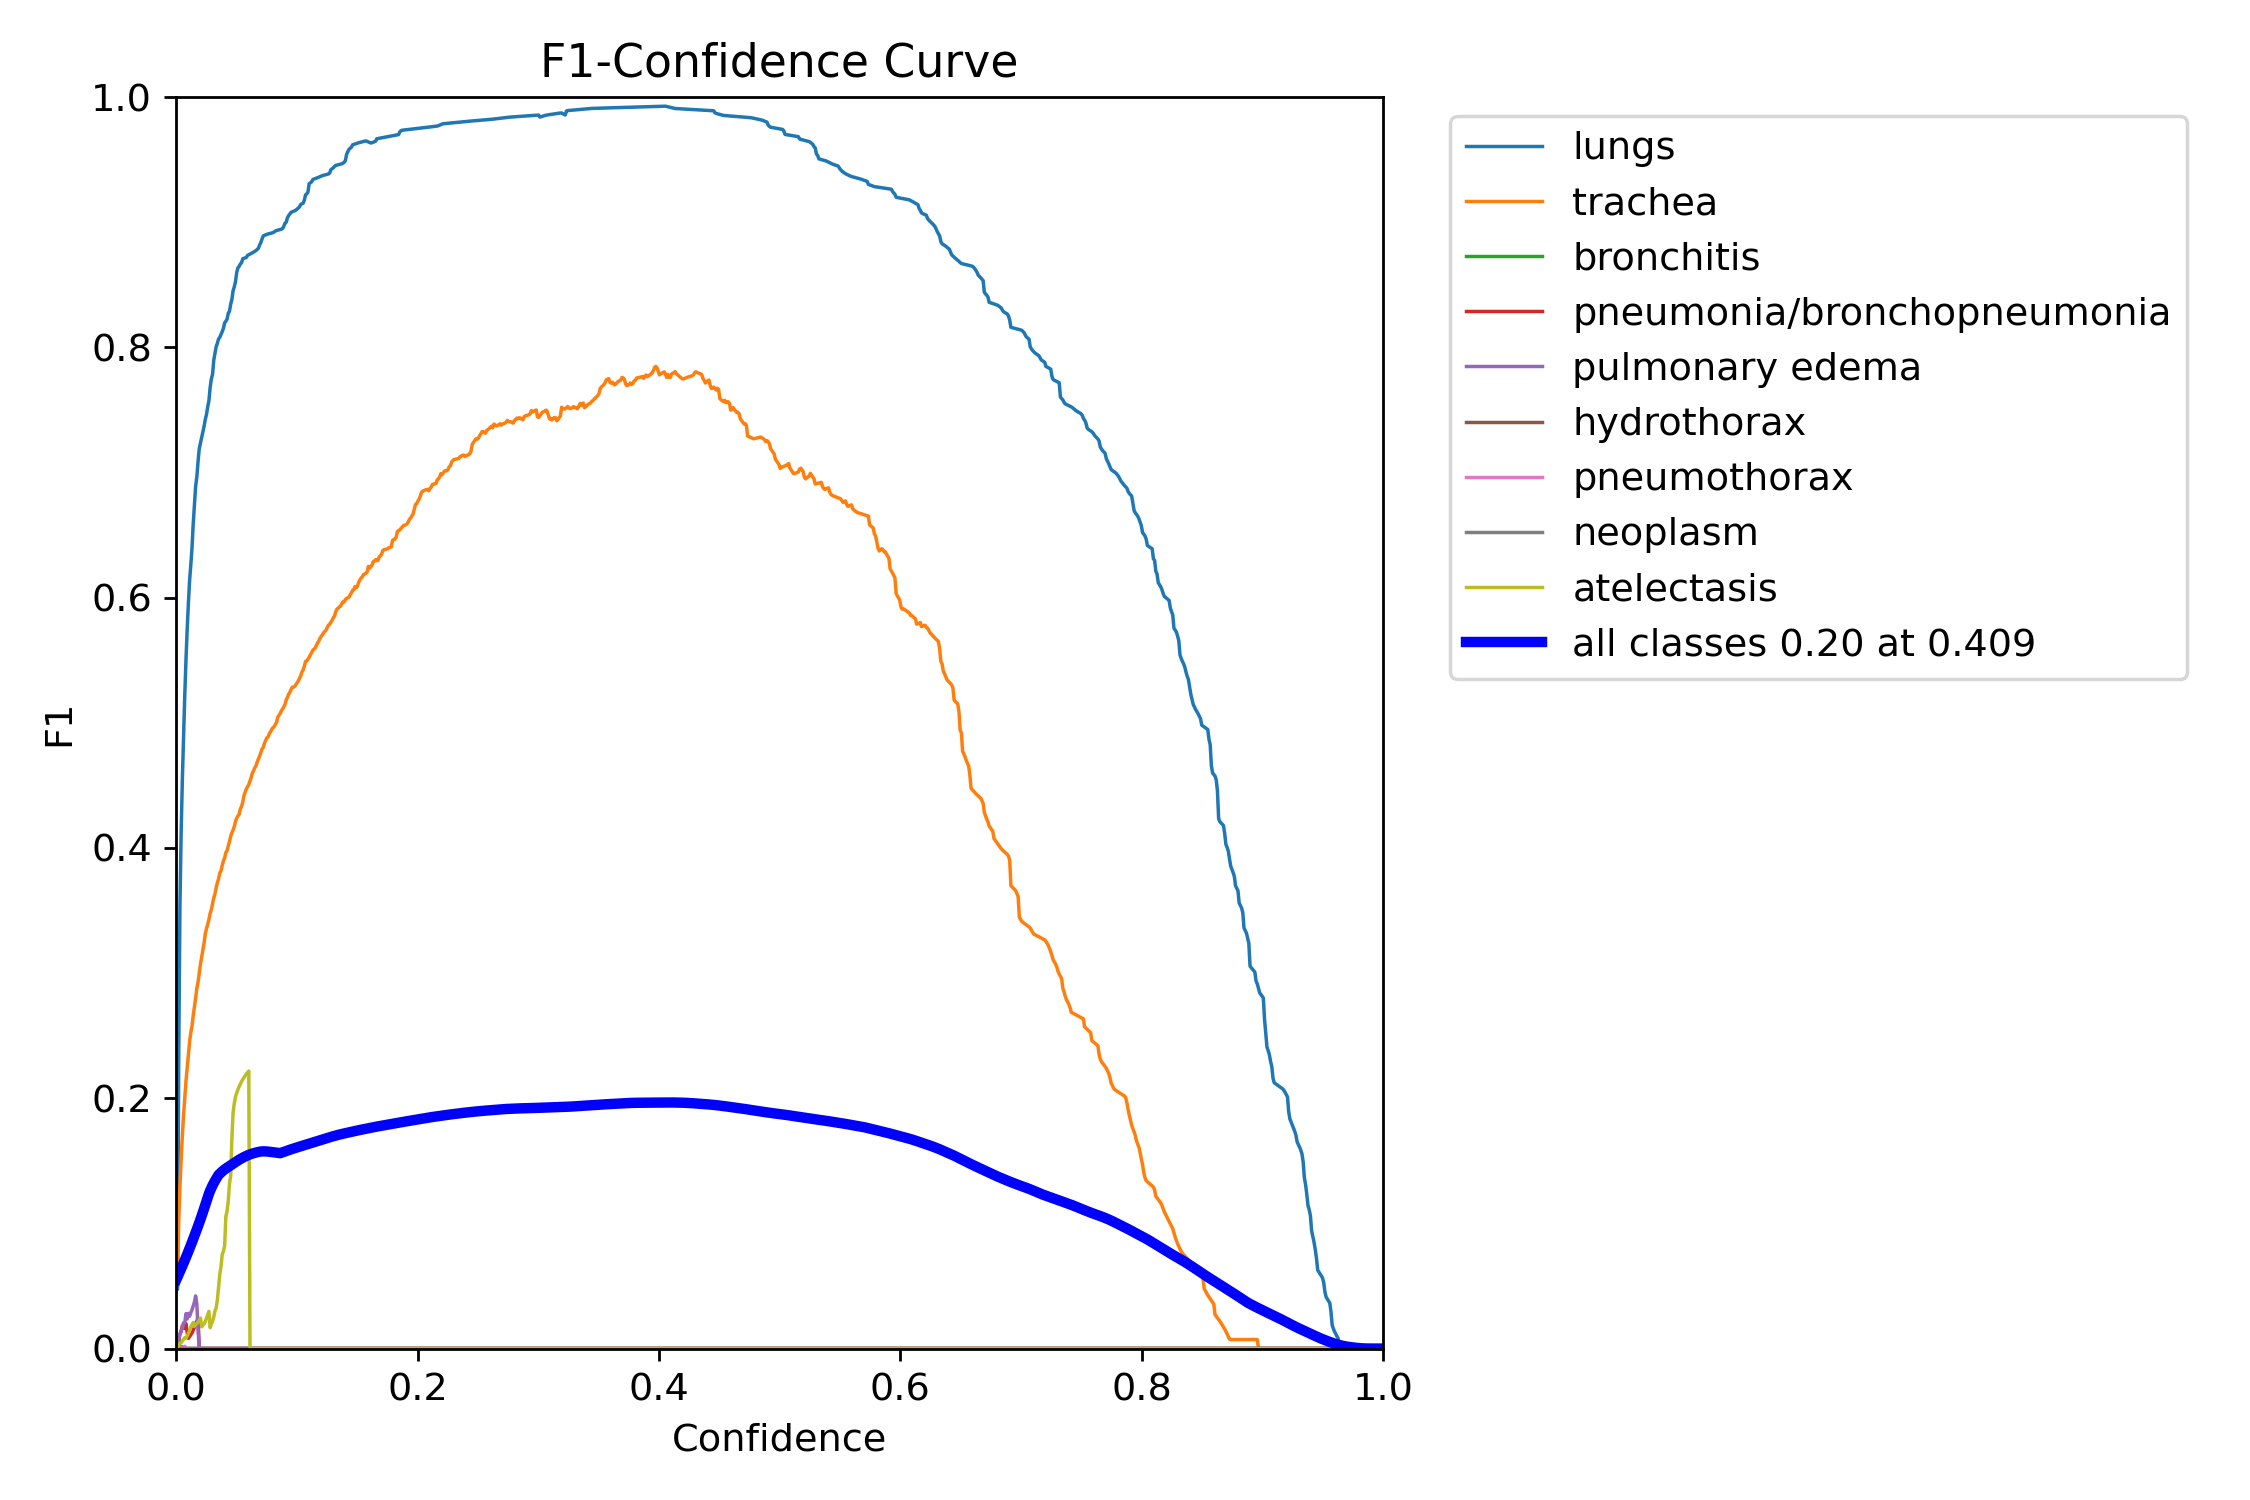 F1-Confidence Curve
1.0
0.8
0.6
0.4
0.2
0.0
F1
0.0 0.2 0.4 0.6 0.8 1.0
Confidence
lungs
trachea
bronchitis
pneumonia/bronchopneumonia
pulmonary edema
hydrothorax
pneumothorax
neoplasm
atelectasis
all classes 0.20 at 0.409